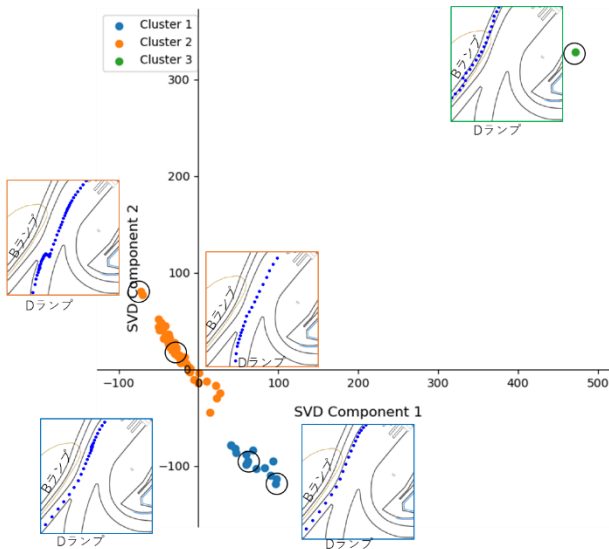 Cluster 1
Cluster 2
Cluster 3
300
200
100
0
−100
−100
0
100
200
300
400
500
SVD Component 2
SVD Component 1
Bランプ
Dランプ
Bランプ
Dランプ
Bランプ
Dランプ
Bランプ
Dランプ
Bランプ
Dランプ